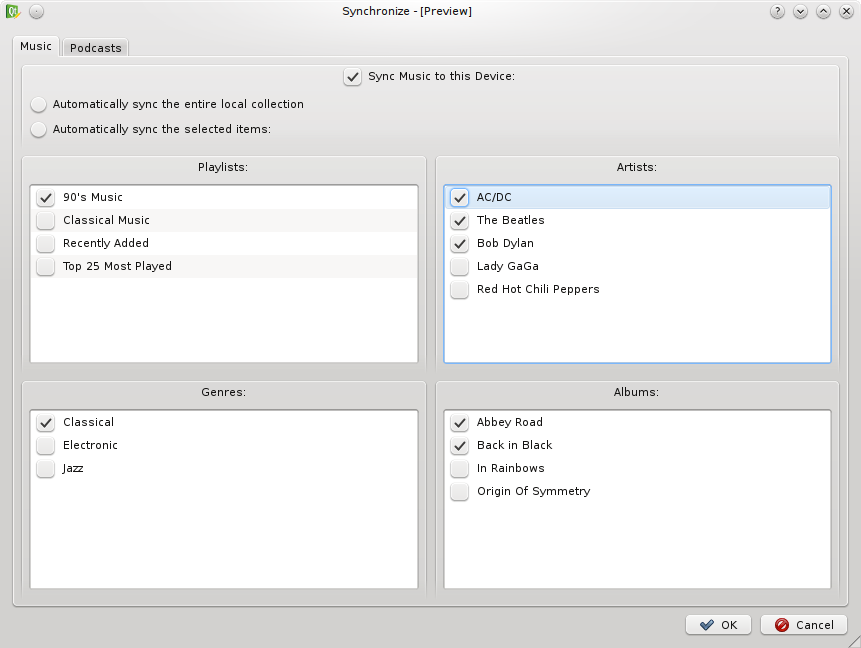 Synchronize - [Preview]
Music
Podcasts
Sync Music to this Device:
Automatically sync the entire local collection
Automatically sync the selected items:
Playlists:
90's Music
Classical Music
Recently Added
Top 25 Most Played
Artists:
AC/DC
The Beatles
Bob Dylan
Lady GaGa
Red Hot Chili Peppers
Genres:
Classical
Electronic
Jazz
Albums:
Abbey Road
Back in Black
In Rainbows
Origin Of Symmetry
OK
Cancel